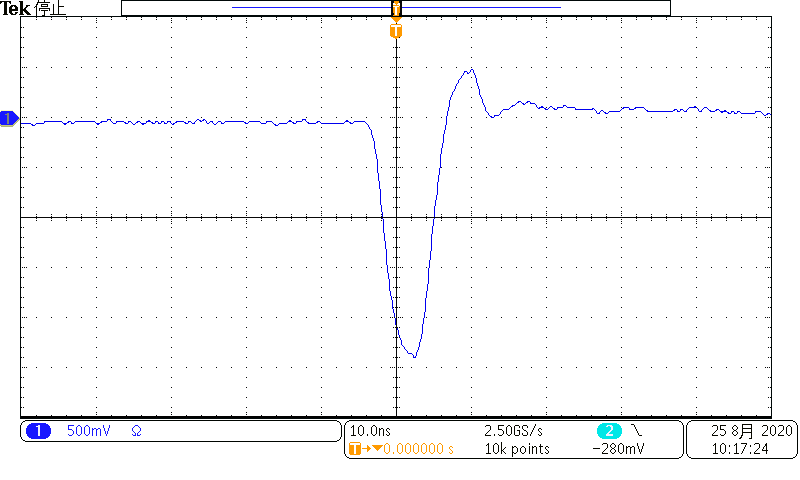 Tek 停止
T
T
1
1 500mV Ω
10.0ns 2.50GS/s 2
T→▼0.000000 s 10k points −280mV
25 8月 2020
10:17:24